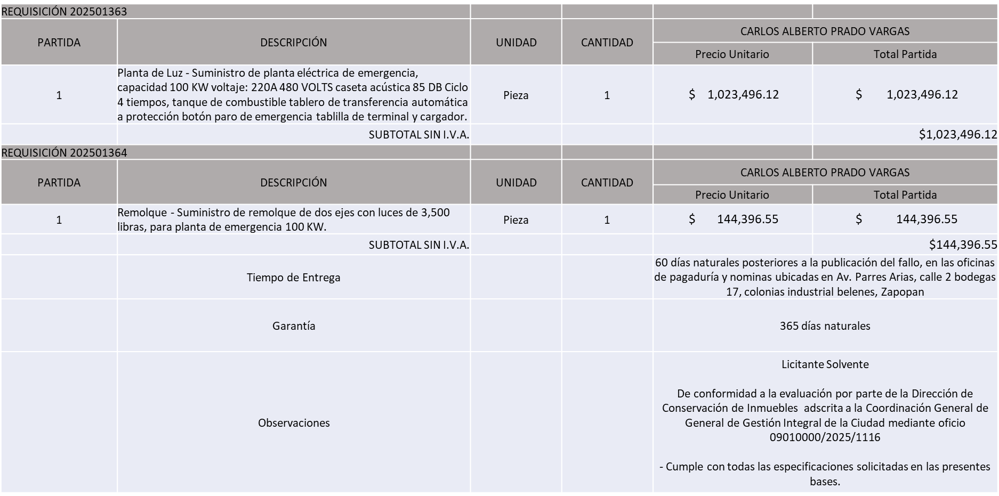 REQUISICIÓN 202501363
PARTIDA DESCRIPCIÓN UNIDAD CANTIDAD CARLOS ALBERTO PRADO VARGAS
Precio Unitario Total Partida
1
Planta de Luz - Suministro de planta eléctrica de emergencia,
capacidad 100 KW voltaje: 220A 480 VOLTS caseta acústica 85 DB Ciclo
4 tiempos, tanque de combustible tablero de transferencia automática
a protección botón paro de emergencia tablilla de terminal y cargador.
Pieza 1 $ 1,023,496.12 $ 1,023,496.12
SUBTOTAL SIN I.V.A. $1,023,496.12
REQUISICIÓN 202501364
PARTIDA DESCRIPCIÓN UNIDAD CANTIDAD CARLOS ALBERTO PRADO VARGAS
Precio Unitario Total Partida
1
Remolque - Suministro de remolque de dos ejes con luces de 3,500
libras, para planta de emergencia 100 KW.
Pieza 1 $ 144,396.55 $ 144,396.55
SUBTOTAL SIN I.V.A. $144,396.55
Tiempo de Entrega
60 días naturales posteriores a la publicación del fallo, en las oficinas
de pagaduría y nominas ubicadas en Av. Parres Arias, calle 2 bodegas
17, colonias industrial belenes, Zapopan
Garantía 365 días naturales
Observaciones
Licitante Solvente
De conformidad a la evaluación por parte de la Dirección de
Conservación de Inmuebles adscrita a la Coordinación General de
General de Gestión Integral de la Ciudad mediante oficio
09010000/2025/1116
- Cumple con todas las especificaciones solicitadas en las presentes
bases.